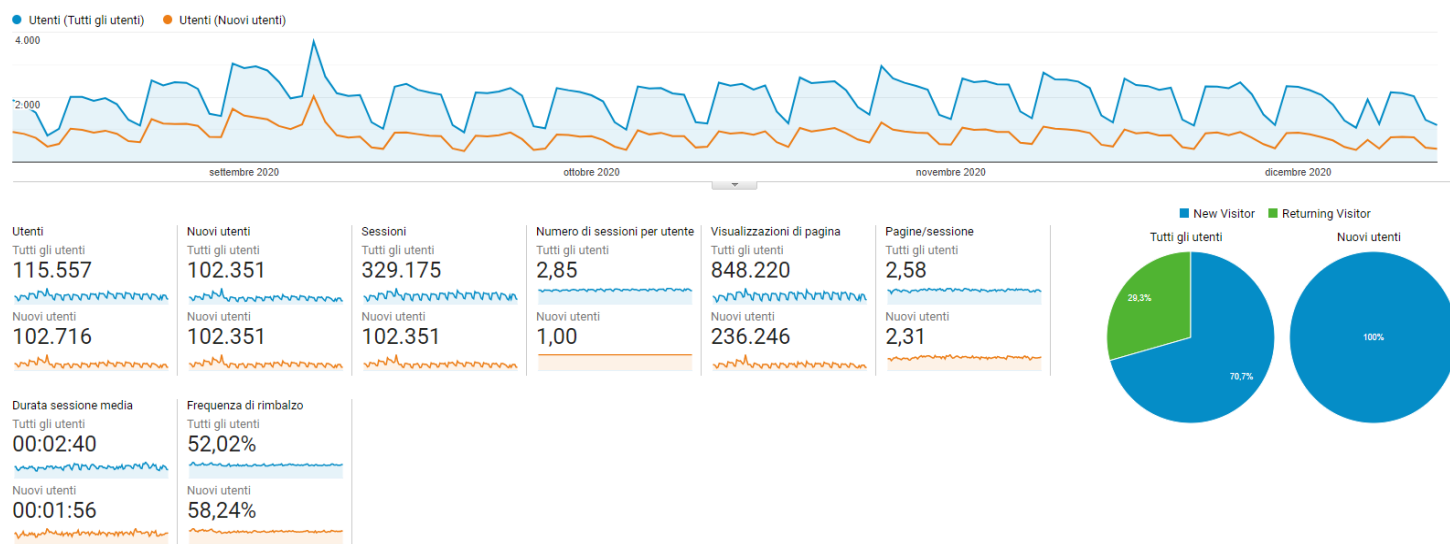 Utenti (Tutti gli utenti) Utenti (Nuovi utenti)
4.000
2.000
settembre 2020 ottobre 2020 novembre 2020 dicembre 2020
New Visitor Returning Visitor
Tutti gli utenti Nuovi utenti
29,3%
70,7%
100%
Utenti
Tutti gli utenti
115.557
Nuovi utenti
102.716
Nuovi utenti
Tutti gli utenti
102.351
Nuovi utenti
102.351
Sessioni
Tutti gli utenti
329.175
Nuovi utenti
102.351
Numero di sessioni per utente
Tutti gli utenti
2,85
Nuovi utenti
1,00
Visualizzazioni di pagina
Tutti gli utenti
848.220
Nuovi utenti
236.246
Pagine/sessione
Tutti gli utenti
2,58
Nuovi utenti
2,31
Durata sessione media
Tutti gli utenti
00:02:40
Nuovi utenti
00:01:56
Frequenza di rimbalzo
Tutti gli utenti
52,02%
Nuovi utenti
58,24%